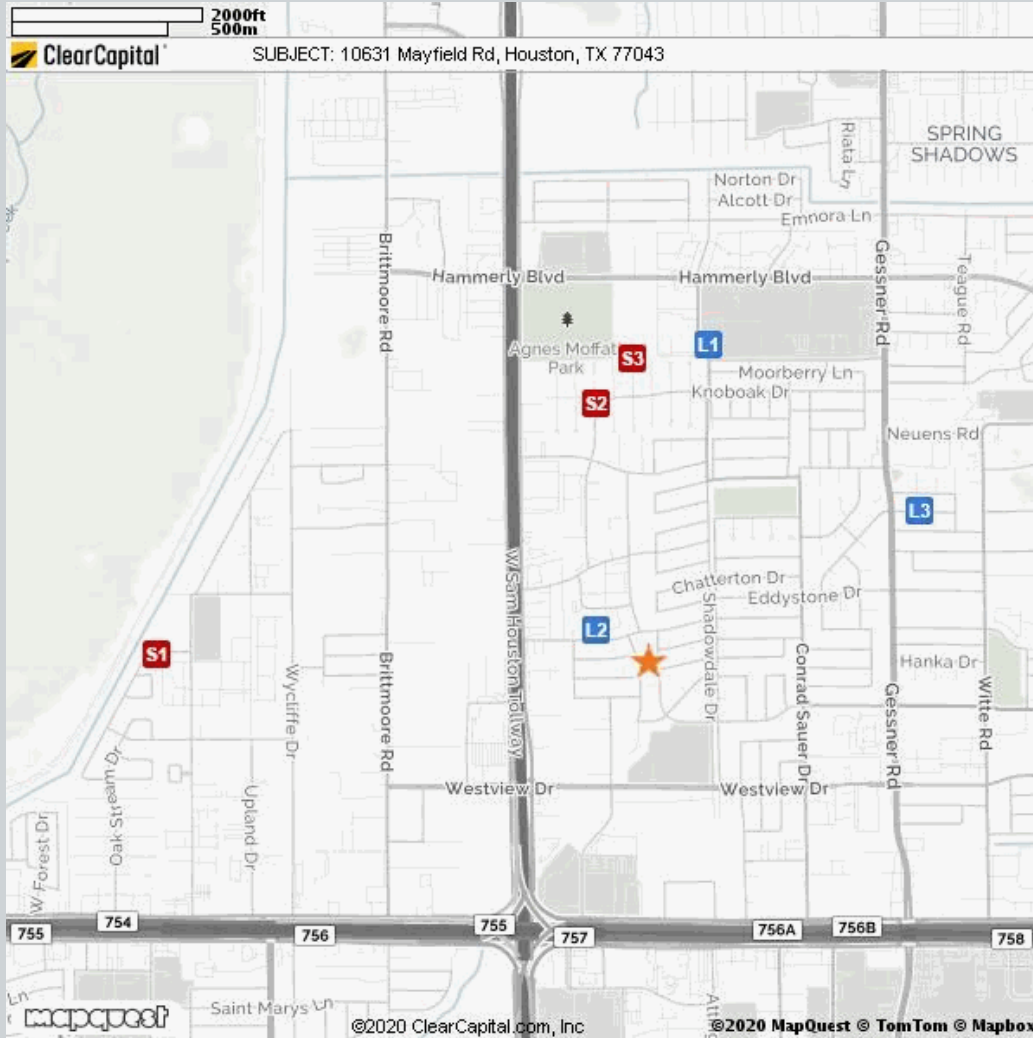 2000ft
500m
ClearCapital
SUBJECT: 10631 Mayfield Rd, Houston, TX 77043
Riata Ln
SPRING
SHADOWS
Norton Dr
Alcott Dr
Emnora Ln
Brittmoore Rd
Hammerly Blvd
Hammerly Blvd
Gessner Rd
Teague Rd
Agnes Moffat
Park
S3
L1
Moorberry Ln
S2
Knoboak Dr
Neuens Rd
L3
W Sam Houston Tollway
Chatterton Dr
Eddystone Dr
Shadowdale Dr
L2
S1
Hanka Dr
Wycliffe Dr
Brittmoore Rd
Conrad Sauer Dr
Gessner Rd
Witte Rd
Westview Dr
Westview Dr
Oak Stream Dr
Upland Dr
W Forest Dr
755
754
756
755
757
756A
756B
758
Ln
Saint Marys Ln
mapquest
©2020 ClearCapital.com, Inc
©2020 MapQuest © TomTom © Mapbox